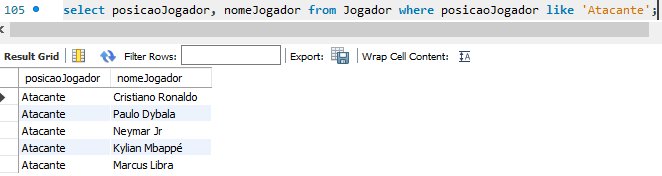 105 select posicaoJogador, nomeJogador from Jogador where posicaoJogador like 'Atacante';
Result Grid Filter Rows: Export: Wrap Cell Content:
posicaoJogador nomeJogador
Atacante Cristiano Ronaldo
Atacante Paulo Dybala
Atacante Neymar Jr
Atacante Kylian Mbappé
Atacante Marcus Libra